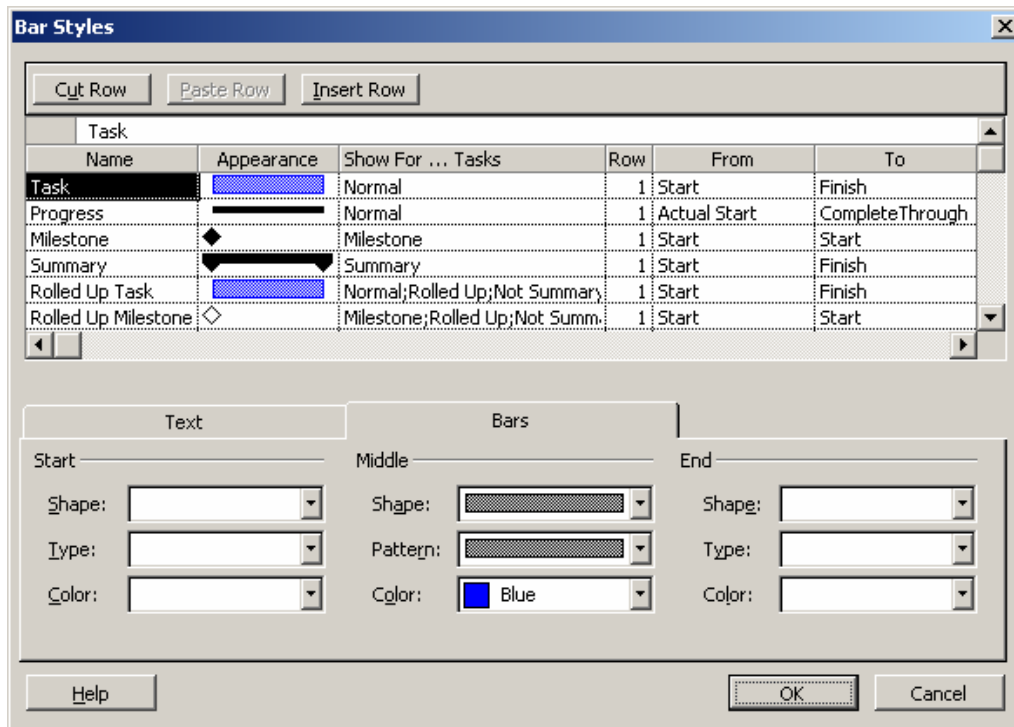 Bar Styles
Cut Row Paste Row Insert Row
Task
Name Appearance Show For ... Tasks Row From To
Task Normal 1 Start Finish
Progress Normal 1 Actual Start CompleteThrough
Milestone Milestone 1 Start Start
Summary Summary 1 Start Finish
Rolled Up Task Normal;Rolled Up;Not Summary 1 Start Finish
Rolled Up Milestone Milestone;Rolled Up;Not Summ 1 Start Start
Text Bars
Start Middle End
Shape: Shape: Shape:
Type: Pattern: Type:
Color: Color: Blue Color:
Help OK Cancel